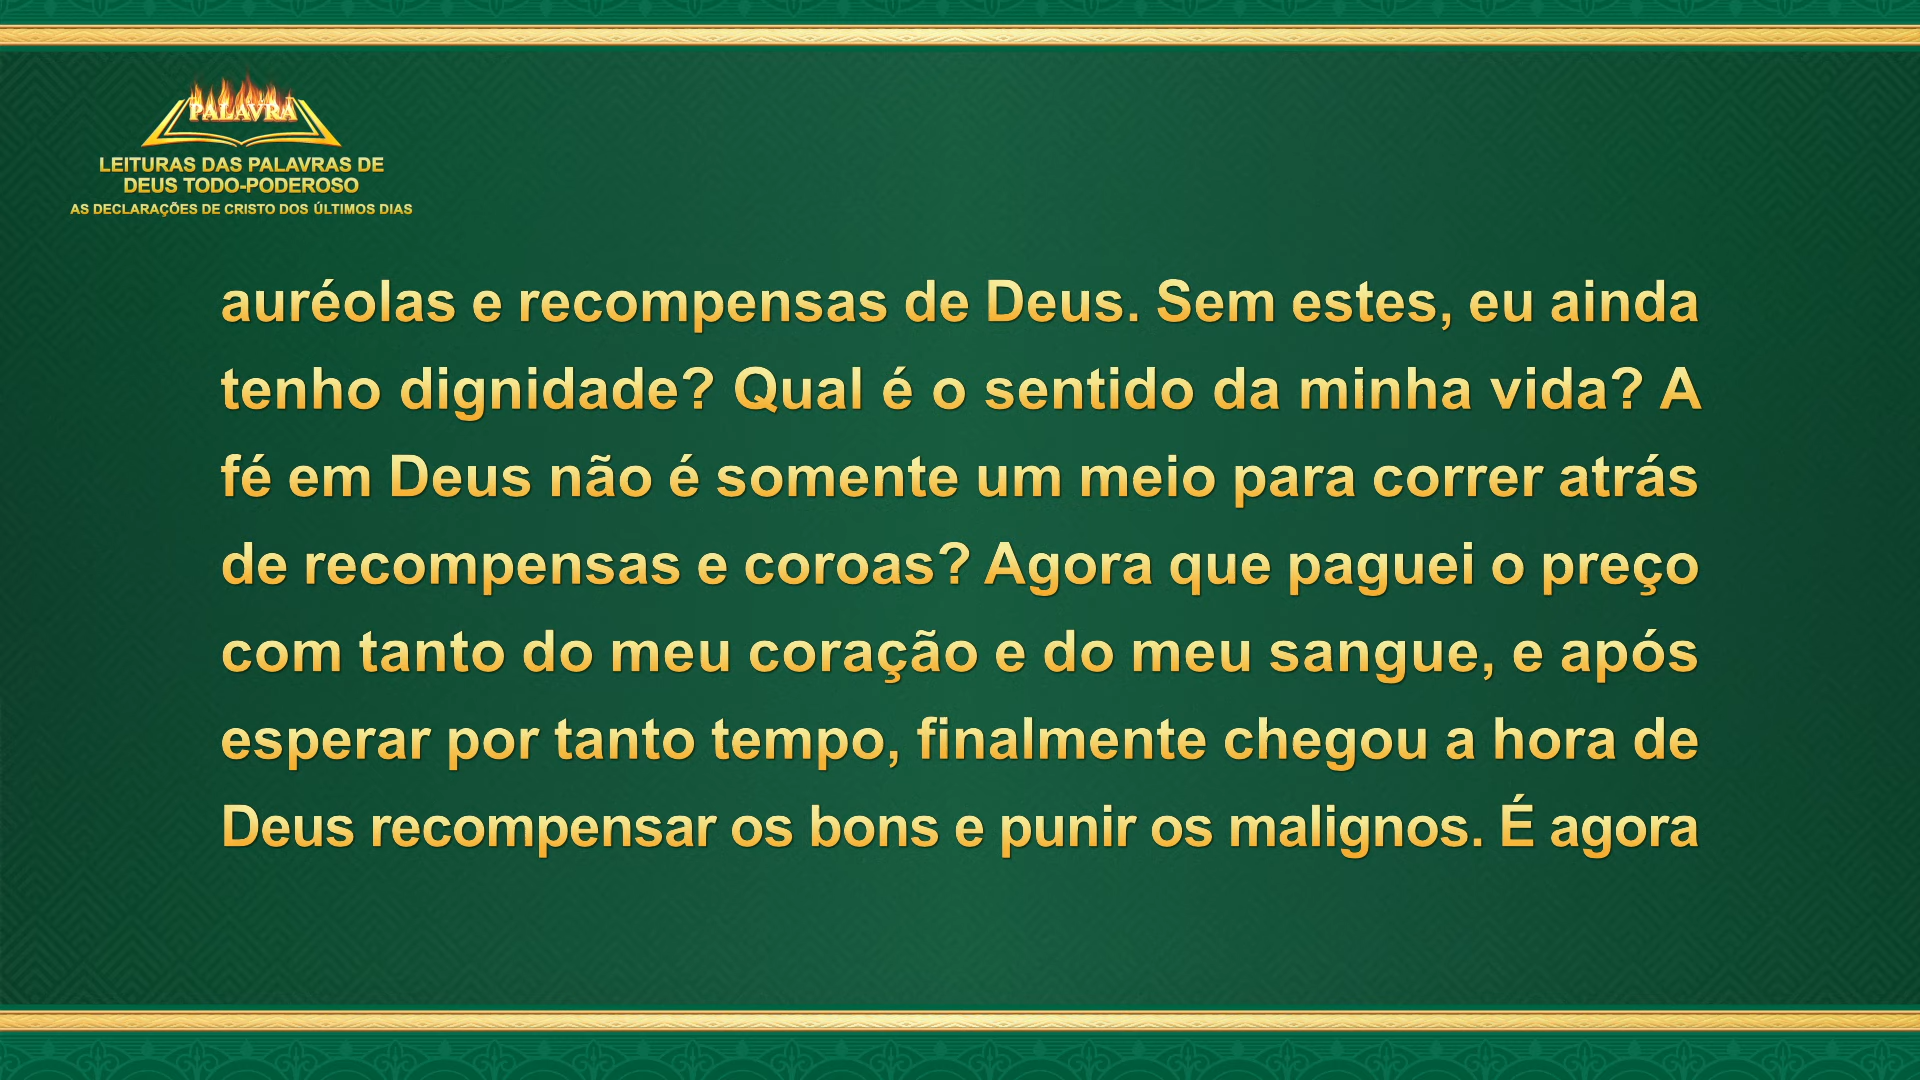 PALAVRA
LEITURAS DAS PALAVRAS DE
DEUS TODO-PODEROSO
AS DECLARAÇÕES DE CRISTO DOS ÚLTIMOS DIAS
auréolas e recompensas de Deus. Sem estes, eu ainda
tenho dignidade? Qual é o sentido da minha vida? A
fé em Deus não é somente um meio para correr atrás
de recompensas e coroas? Agora que paguei o preço
com tanto do meu coração e do meu sangue, e após
esperar por tanto tempo, finalmente chegou a hora de
Deus recompensar os bons e punir os malignos. É agora